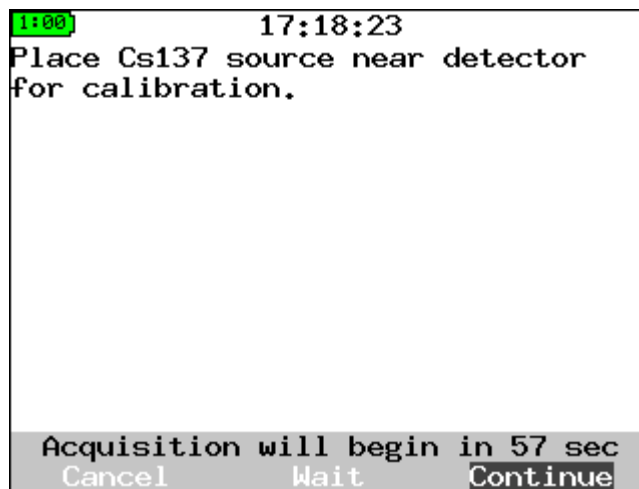 1:00 17:18:23
Place Cs137 source near detector
for calibration.
Acquisition will begin in 57 sec
Cancel Wait Continue